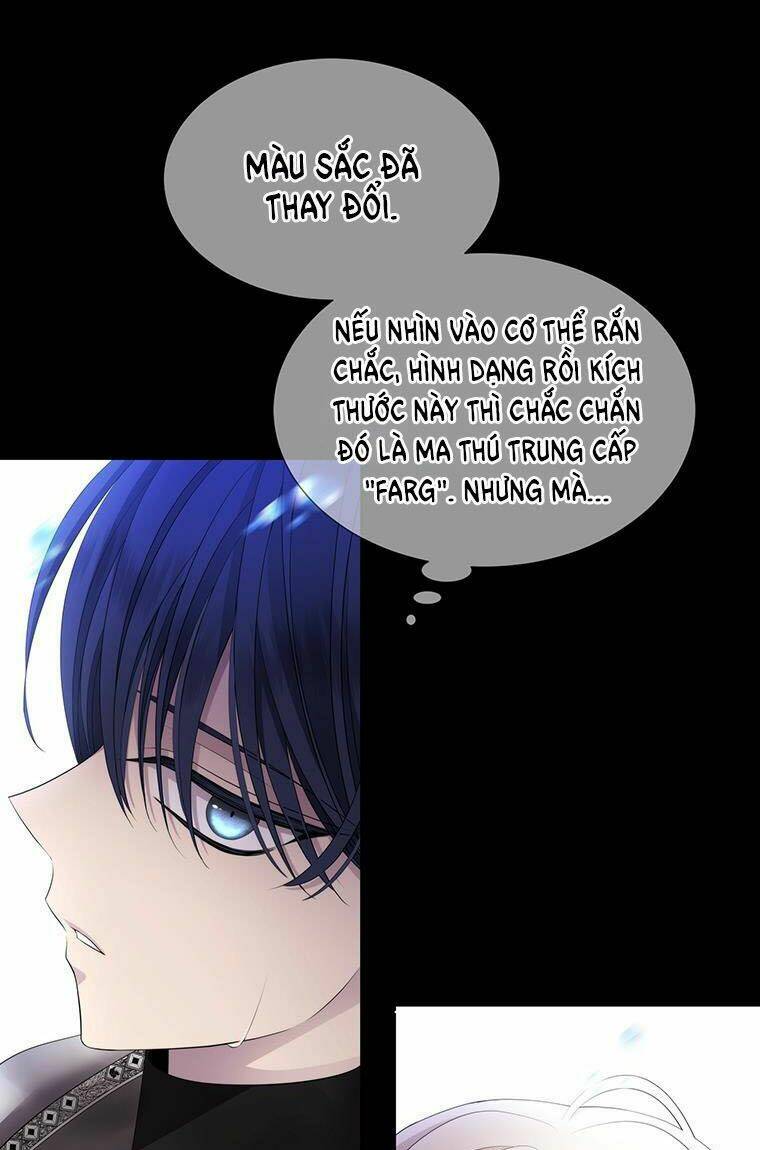 MÀU SẮC ĐÃ
THAY ĐỔI.
NẾU NHÌN VÀO CƠ THỂ RẮN
CHẮC, HÌNH DẠNG RỒI KÍCH
THƯỚC NÀY THÌ CHẮC CHẮN
ĐÓ LÀ MA THÚ TRUNG CẤP
"FARG". NHƯNG MÀ...